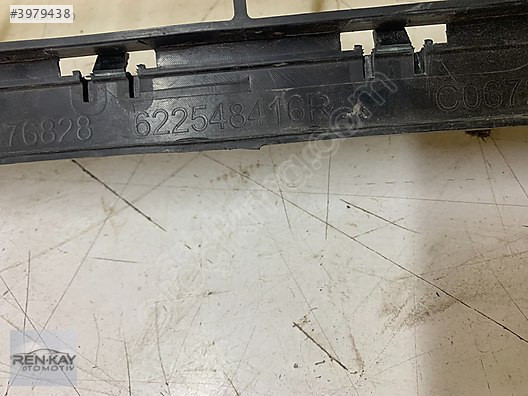 #3979438
76828 622548416R C067
REN-KAY
OTOMOTİV